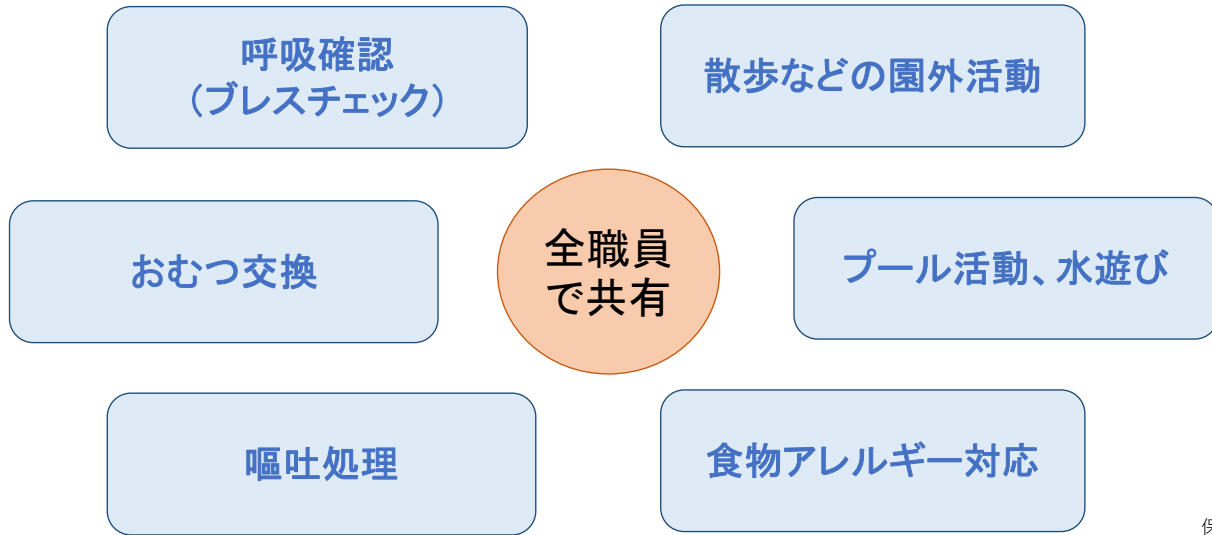 呼吸確認
（ブレスチェック）
散歩などの園外活動
おむつ交換
全職員
で共有
プール活動、水遊び
嘔吐処理
食物アレルギー対応
保